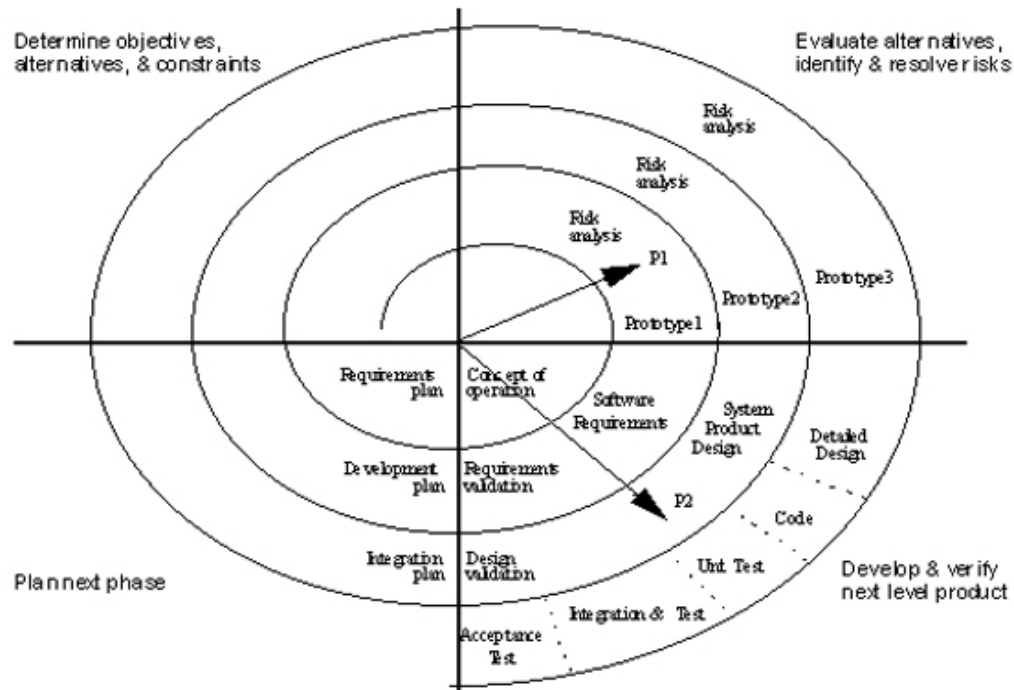 Determine objectives,
alternatives, & constraints
Evaluate alternatives,
identify & resolve risks
Risk
analysis
Risk
analysis
Risk
analysis
P1
Prototype1
Prototype2
Prototype3
Requirements
plan
Concept of
operation
Software
Requirements
System
Product
Design
Detailed
Design
Development
plan
Requirements
validation
P2
Code
Integration
plan
Design
validation
Unit Test
Plan next phase
Develop & verify
next level product
Integration & Test
Acceptance
Test